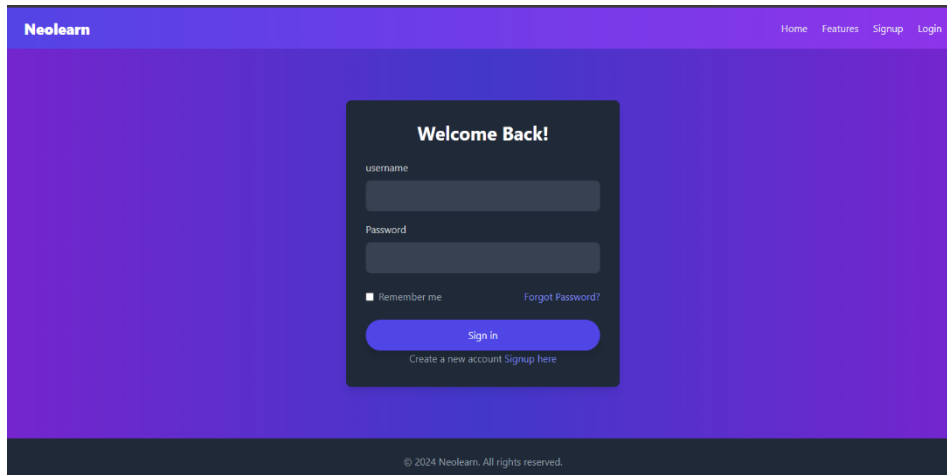 Neolearn
Home Features Signup Login
Welcome Back!
username
Password
Remember me Forgot Password?
Sign in
Create a new account Signup here
© 2024 Neolearn. All rights reserved.